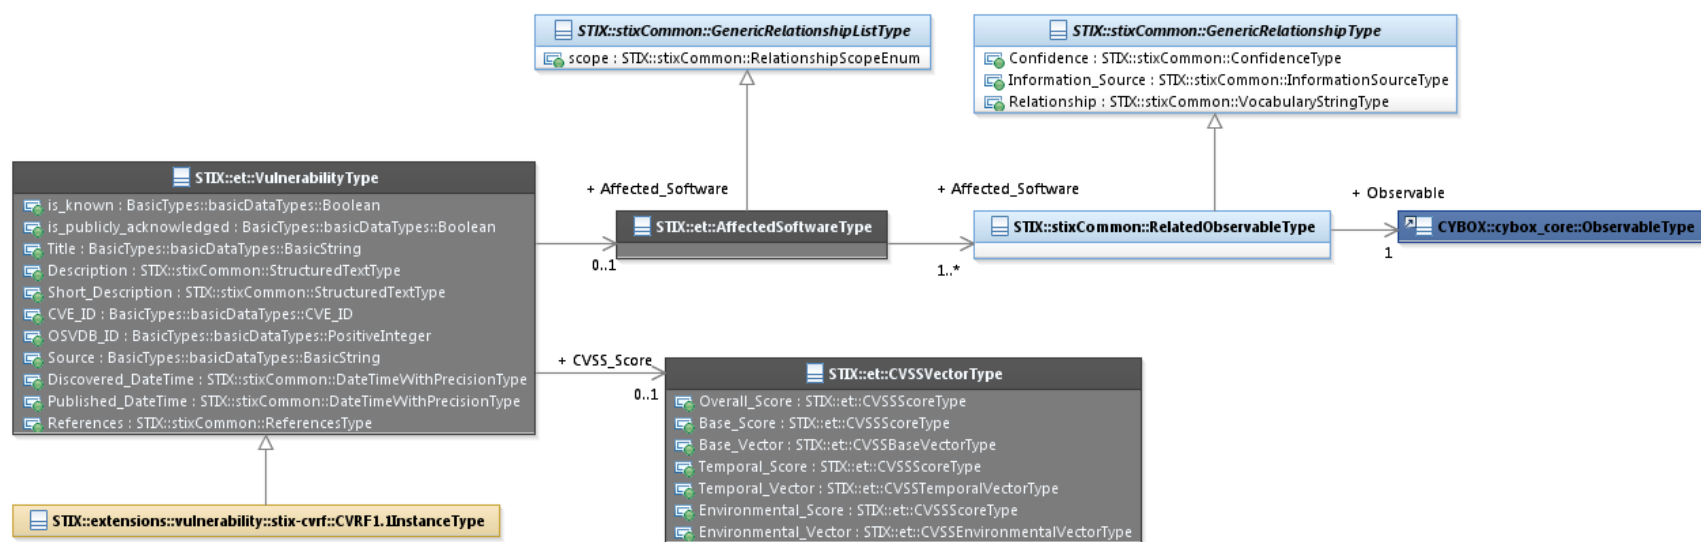 STIX::stixCommon::GenericRelationshipListType
scope : STIX::stixCommon::RelationshipScopeEnum
STIX::stixCommon::GenericRelationshipType
Confidence : STIX::stixCommon::ConfidenceType
Information_Source : STIX::stixCommon::InformationSourceType
Relationship : STIX::stixCommon::VocabularyStringType
STIX::et::VulnerabilityType
is_known : BasicTypes::basicDataTypes::Boolean
is_publicly_acknowledged : BasicTypes::basicDataTypes::Boolean
Title : BasicTypes::basicDataTypes::BasicString
Description : STIX::stixCommon::StructuredTextType
Short_Description : STIX::stixCommon::StructuredTextType
CVE_ID : BasicTypes::basicDataTypes::CVE_ID
OSVDB_ID : BasicTypes::basicDataTypes::PositiveInteger
Source : BasicTypes::basicDataTypes::BasicString
Discovered_DateTime : STIX::stixCommon::DateTimeWithPrecisionType
Published_DateTime : STIX::stixCommon::DateTimeWithPrecisionType
References : STIX::stixCommon::ReferencesType
+ Affected_Software
0..1
STIX::et::AffectedSoftwareType
+ Affected_Software
1..*
STIX::stixCommon::RelatedObservableType
+ Observable
1
CYBOX::cybox_core::ObservableType
+ CVSS_Score
0..1
STIX::et::CVSSVectorType
Overall_Score : STIX::et::CVSSScoreType
Base_Score : STIX::et::CVSSScoreType
Base_Vector : STIX::et::CVSSBaseVectorType
Temporal_Score : STIX::et::CVSSScoreType
Temporal_Vector : STIX::et::CVSSTemporalVectorType
Environmental_Score : STIX::et::CVSSScoreType
Environmental_Vector : STIX::et::CVSSEnvironmentalVectorType
STIX::extensions::vulnerability::stix-cvrf::CVRF1.1InstanceType